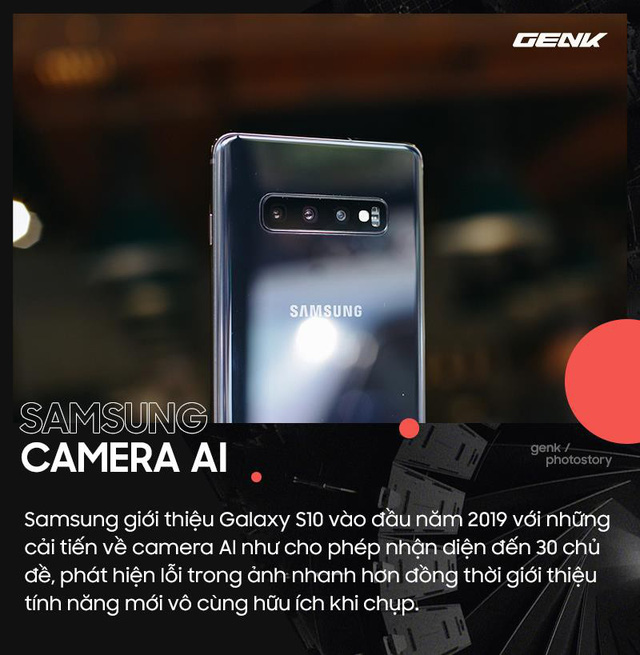 GENK
SAMSUNG
SAMSUNG
CAMERA AI
genk /
photostory
Samsung giới thiệu Galaxy S10 vào đầu năm 2019 với những
cải tiến về camera AI như cho phép nhận diện đến 30 chủ
đề, phát hiện lỗi trong ảnh nhanh hơn đồng thời giới thiệu
tính năng mới vô cùng hữu ích khi chụp.